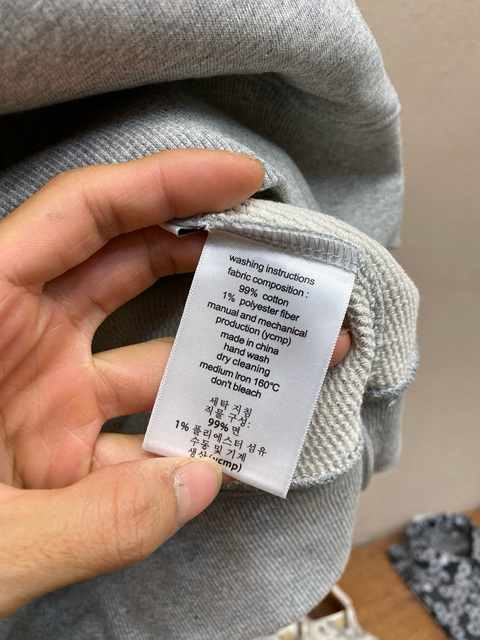 washing instructions
fabric composition :
99% cotton
1% polyester fiber
manual and mechanical
production (ycmp)
made in china
hand wash
dry cleaning
medium Iron 160°C
don't bleach
세탁 지침
직물 구성:
99% 면
1% 폴리에스터 섬유
수동 및 기계
생산(ycmp)